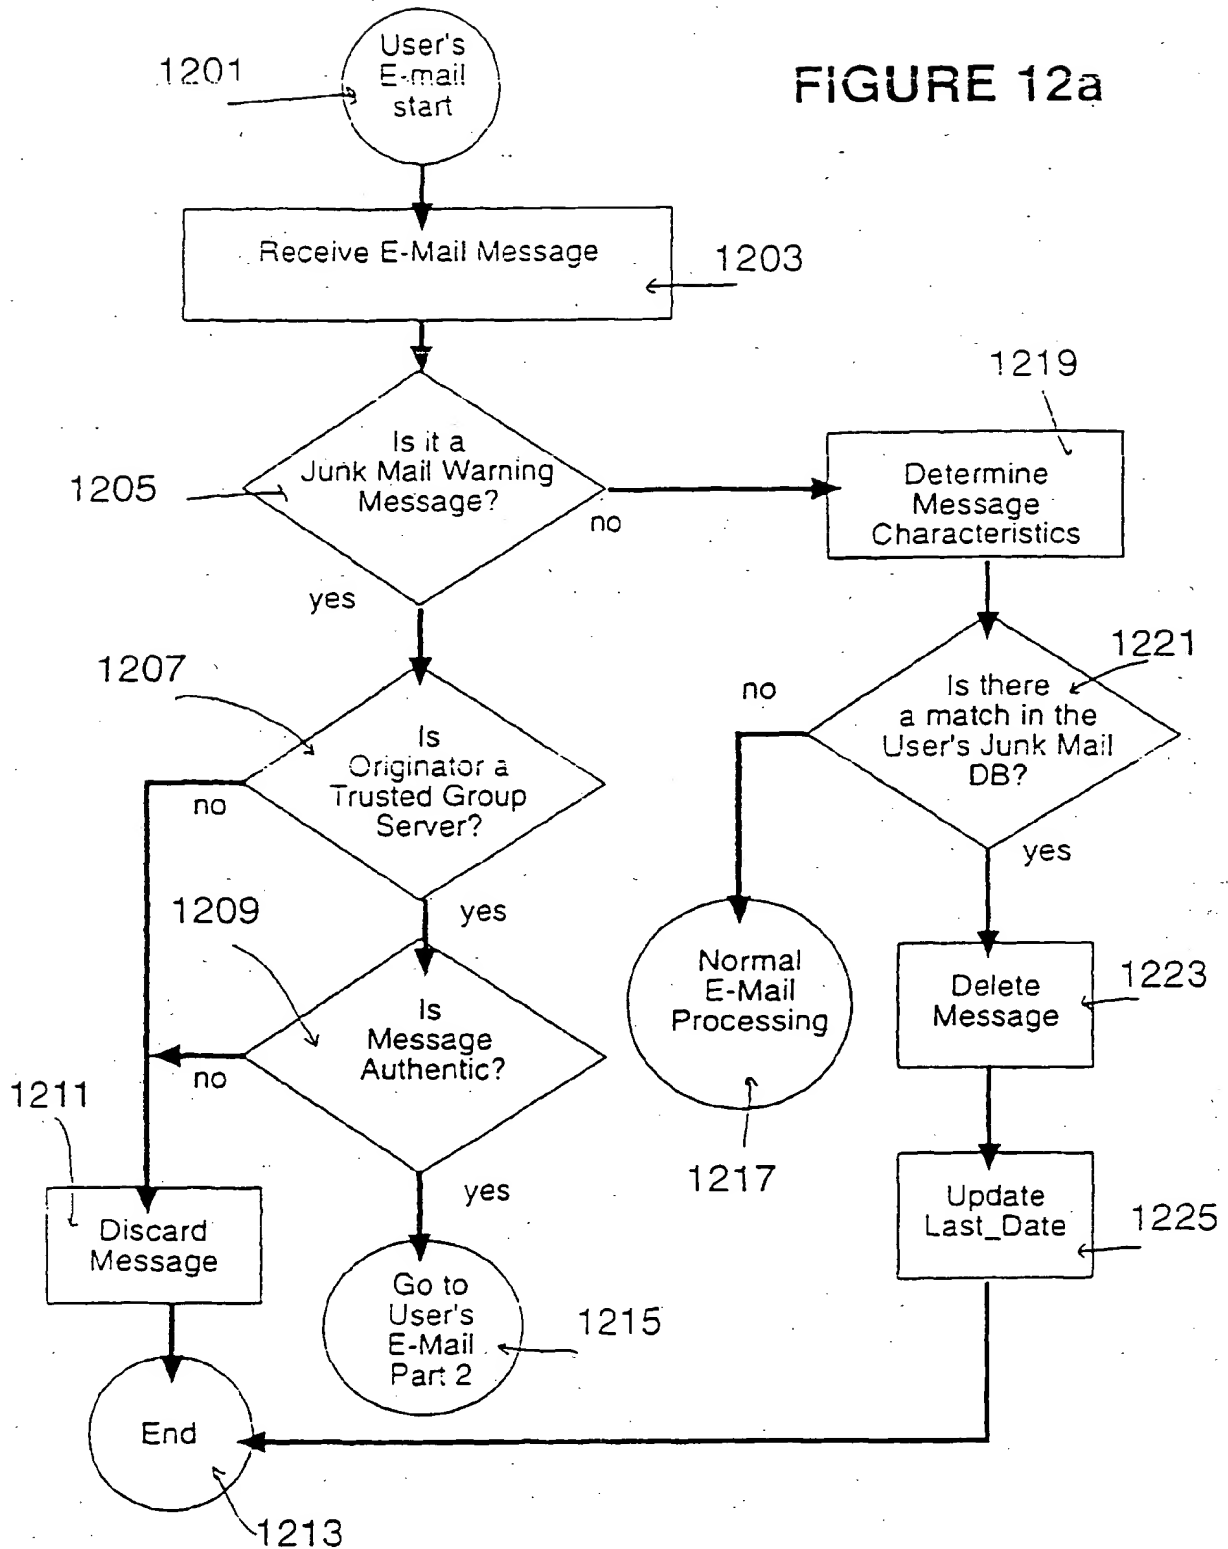 FIGURE 12a
1201
User's
E-mail
start
Receive E-Mail Message
1203
1205
Is it a
Junk Mail Warning
Message?
no
yes
1219
Determine
Message
Characteristics
1207
Is
Originator a
Trusted Group
Server?
no
yes
1221
Is there
a match in the
User's Junk Mail
DB?
no
yes
1209
Is
Message
Authentic?
no
yes
Normal
E-Mail
Processing
1217
Delete
Message
1223
1211
Discard
Message
Update
Last_Date
1225
Go to
User's
E-Mail
Part 2
1215
End
1213